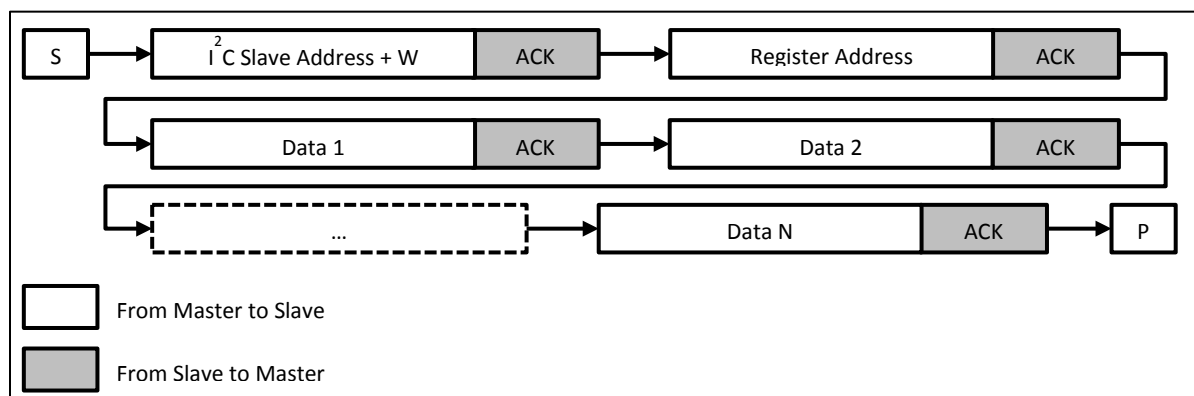 S I²C Slave Address + W ACK Register Address ACK
Data 1 ACK Data 2 ACK
... Data N ACK P
From Master to Slave
From Slave to Master